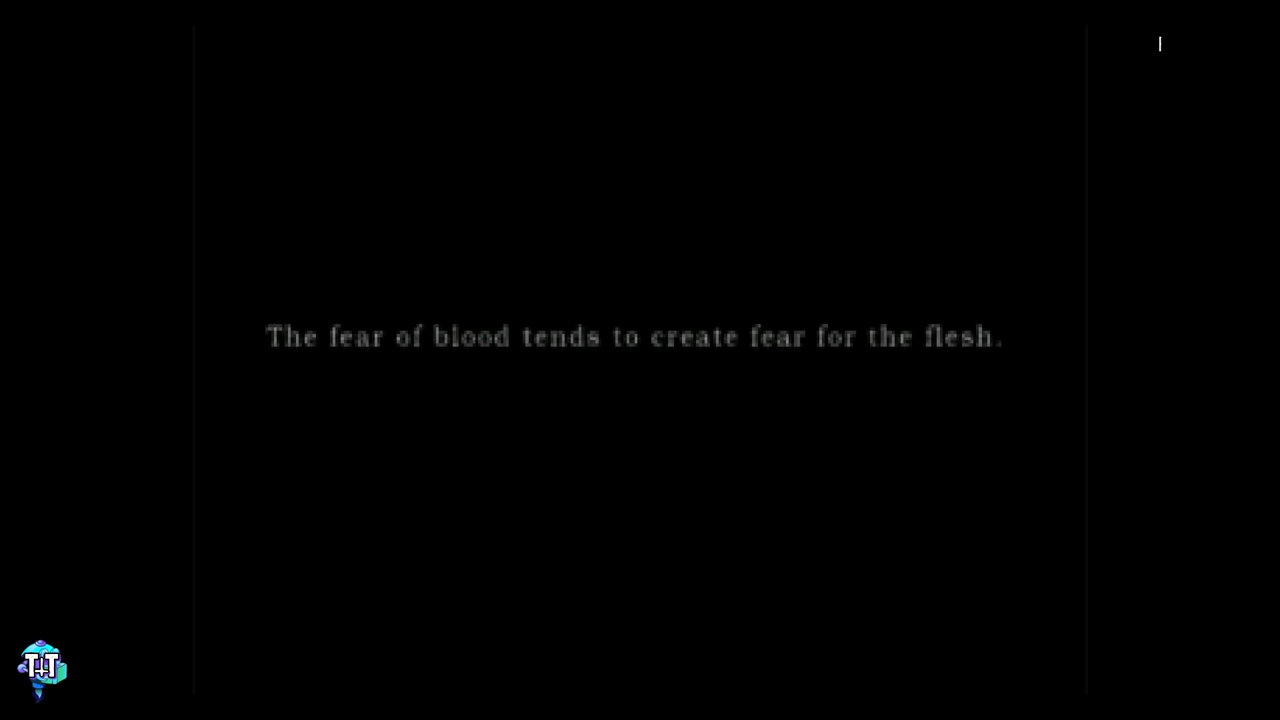 The fear of blood tends to create fear for the flesh.
T+T